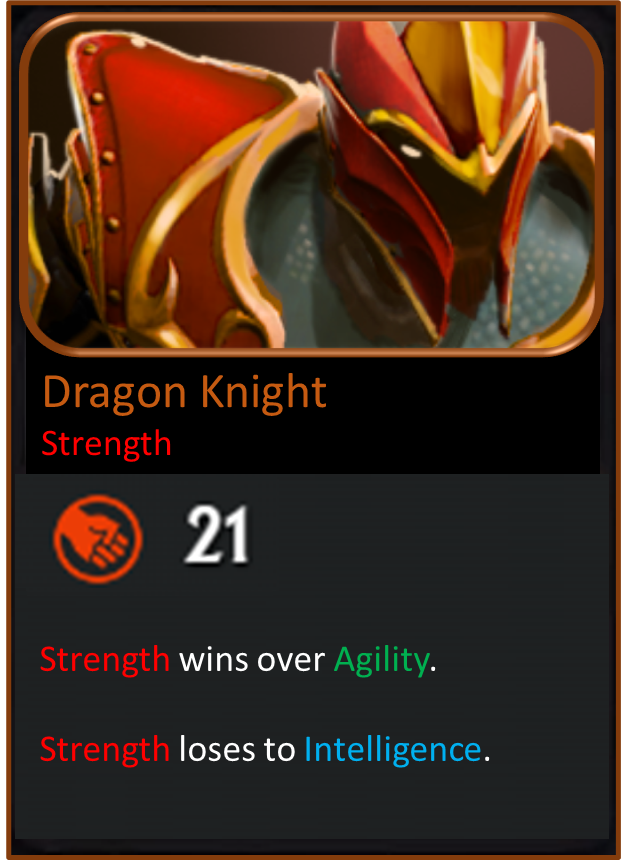 Dragon Knight
Strength
21
Strength wins over Agility.
Strength loses to Intelligence.